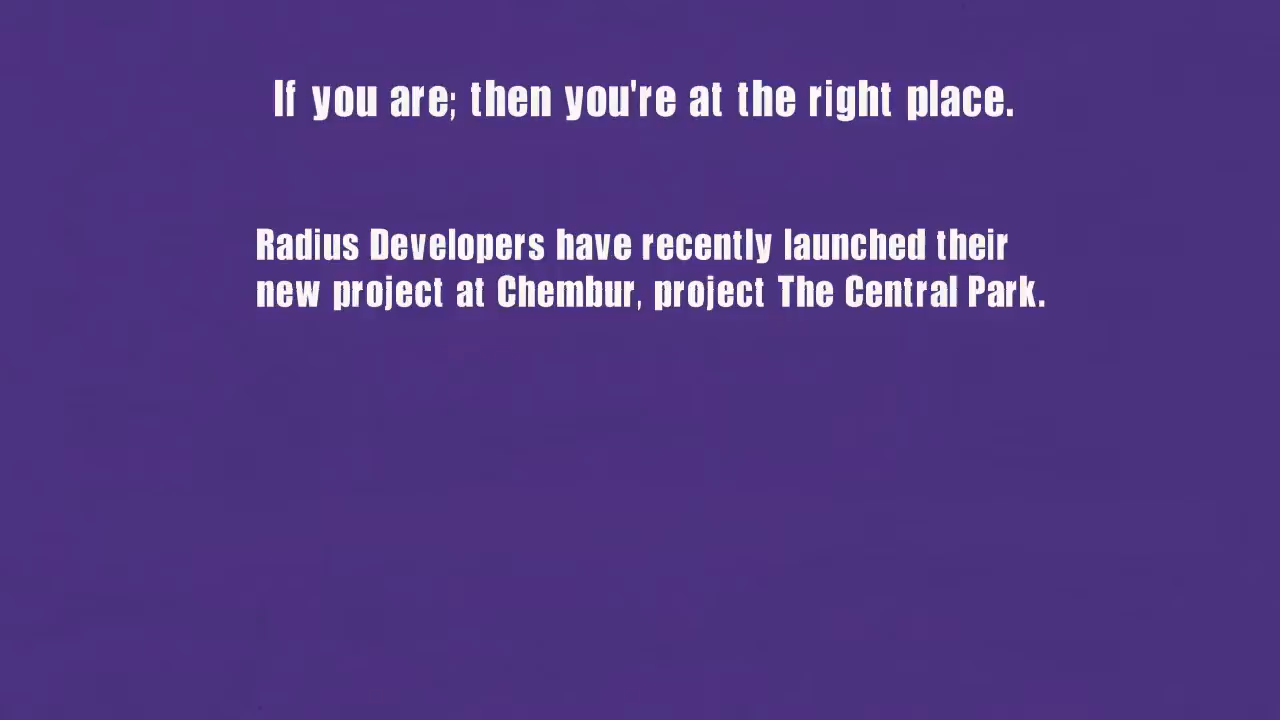 If you are; then you're at the right place.
Radius Developers have recently launched their
new project at Chembur, project The Central Park.